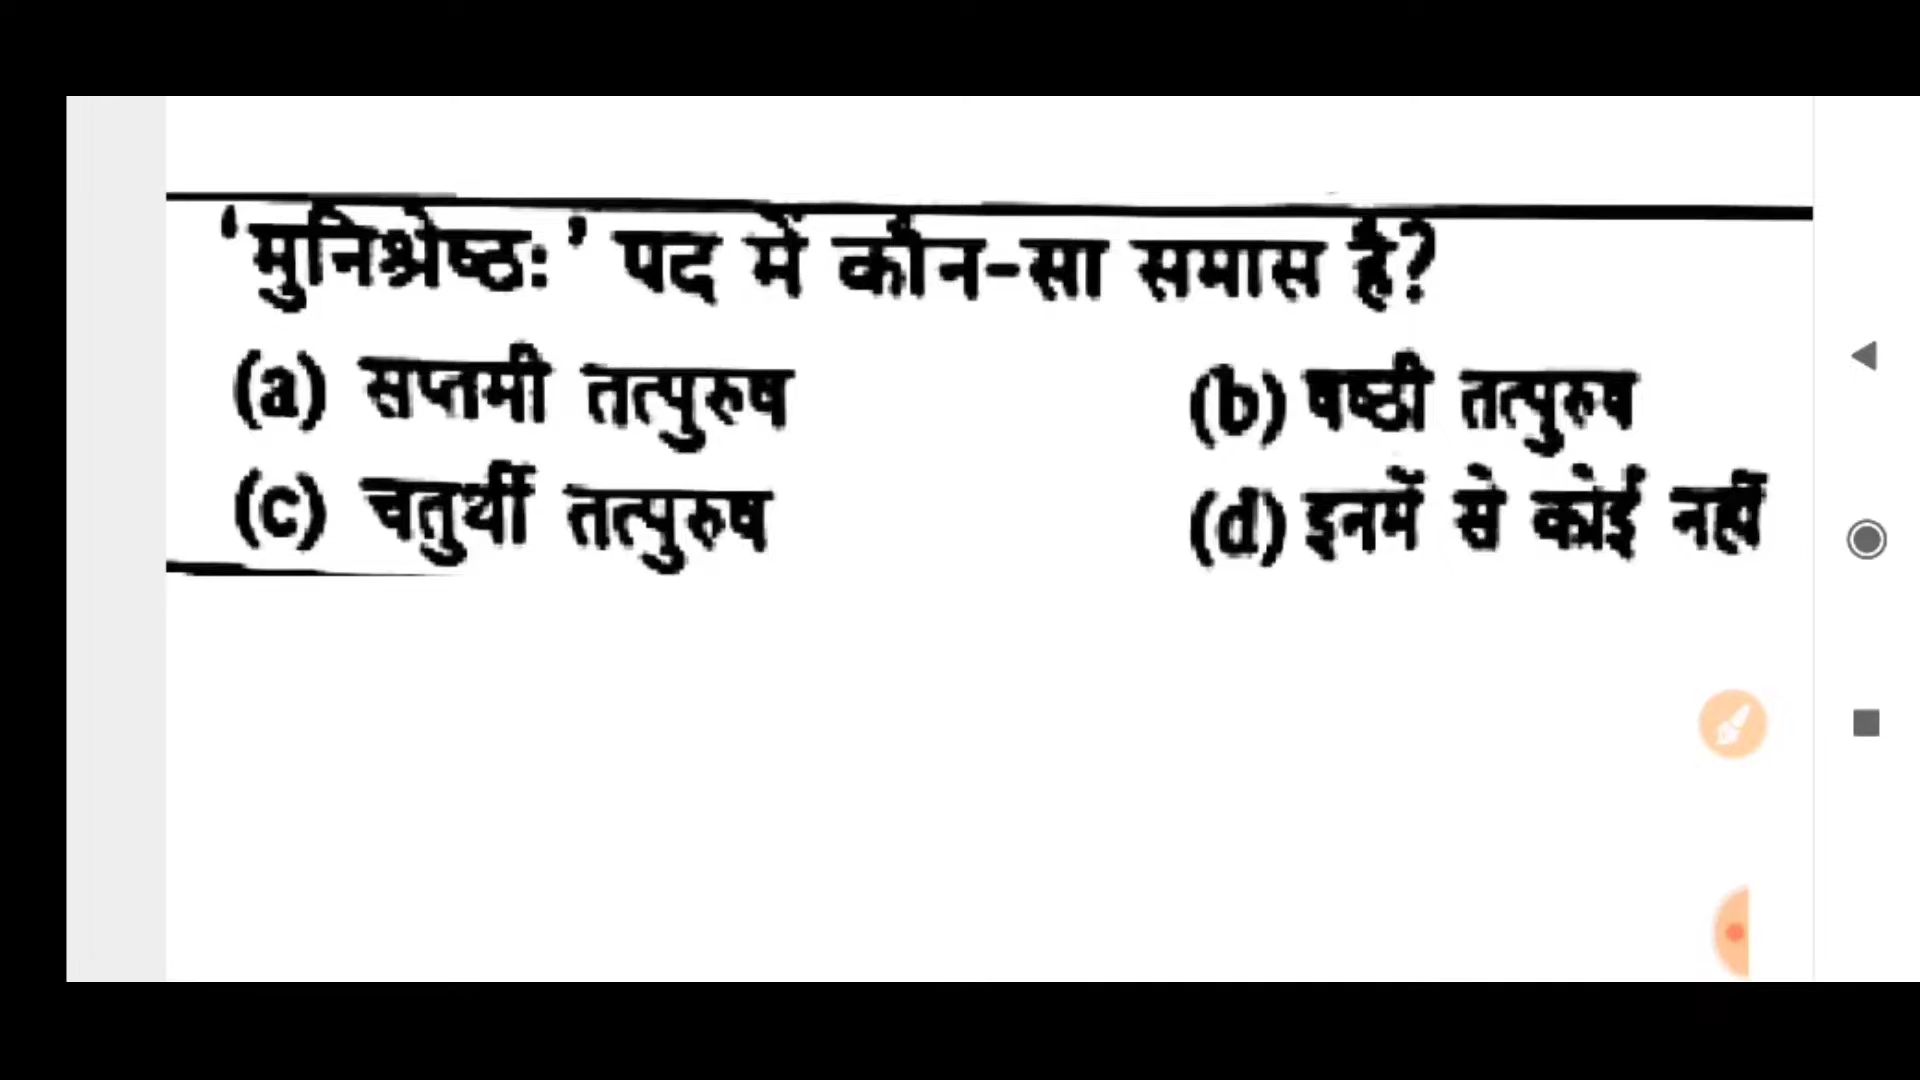 'मुनिश्रेष्ठः' पद में कौन-सा समास है?
(a) सप्तमी तत्पुरुष (b) षष्ठी तत्पुरुष
(c) चतुर्थी तत्पुरुष (d) इनमें से कोई नहीं